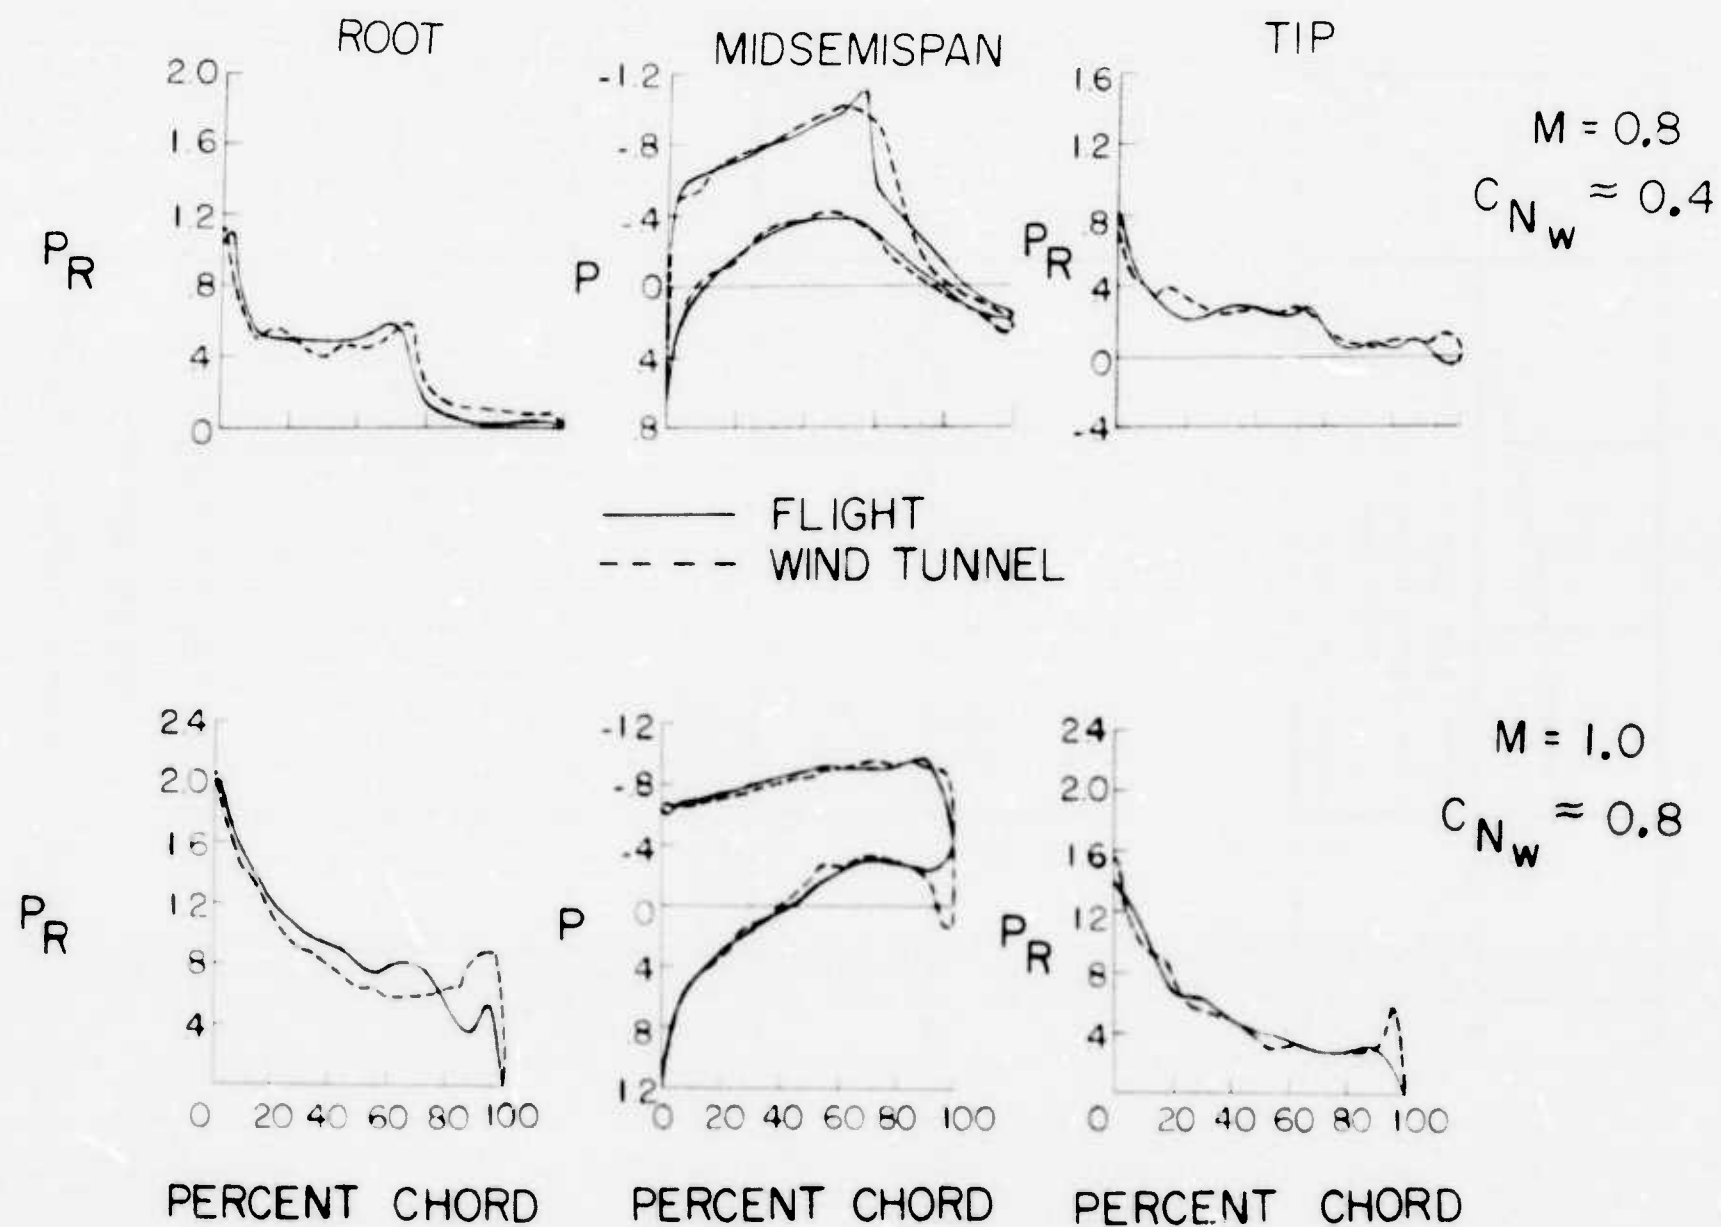 ROOT
MIDSEMISPAN
TIP
2.0
1.6
1.2
.8
.4
0
P_R
-1.2
-.8
-.4
0
.4
.8
P
1.6
1.2
.8
.4
0
-.4
P_R
M = 0.8
C_N_W ≈ 0.4
FLIGHT
WIND TUNNEL
2.4
2.0
1.6
1.2
.8
.4
P_R
0 20 40 60 80 100
PERCENT CHORD
-1.2
-.8
-.4
0
.4
.8
1.2
P
0 20 40 60 80 100
PERCENT CHORD
2.4
2.0
1.6
1.2
.8
.4
P_R
0 20 40 60 80 100
PERCENT CHORD
M = 1.0
C_N_W ≈ 0.8